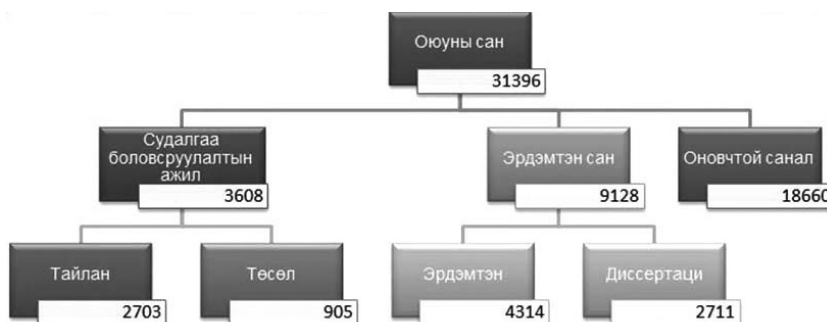 Оюуны сан
31396
Судалгаа
боловсруулалтын
ажил
3608
Эрдэмтэн сан
9128
Оновчтой санал
18660
Тайлан
2703
Төсөл
905
Эрдэмтэн
4314
Диссертаци
2711